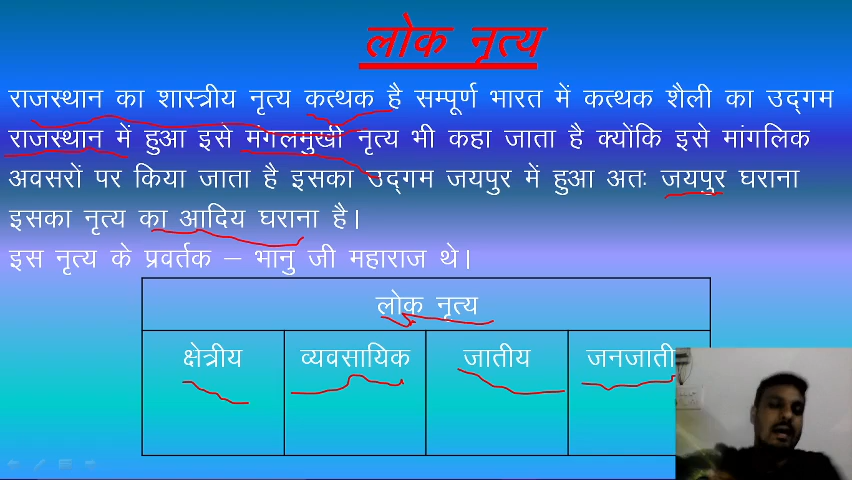 लोक नृत्य
राजस्थान का शास्त्रीय नृत्य कत्थक है सम्पूर्ण भारत में कत्थक शैली का उद्गम
राजस्थान में हुआ इसे मंगलमुखी नृत्य भी कहा जाता है क्योंकि इसे मांगलिक
अवसरों पर किया जाता है इसका उद्गम जयपुर में हुआ अतः जयपुर घराना
इसका नृत्य का आदिय घराना है।
इस नृत्य के प्रवर्तक – भानु जी महाराज थे।
लोक नृत्य
क्षेत्रीय व्यवसायिक जातीय जनजाती